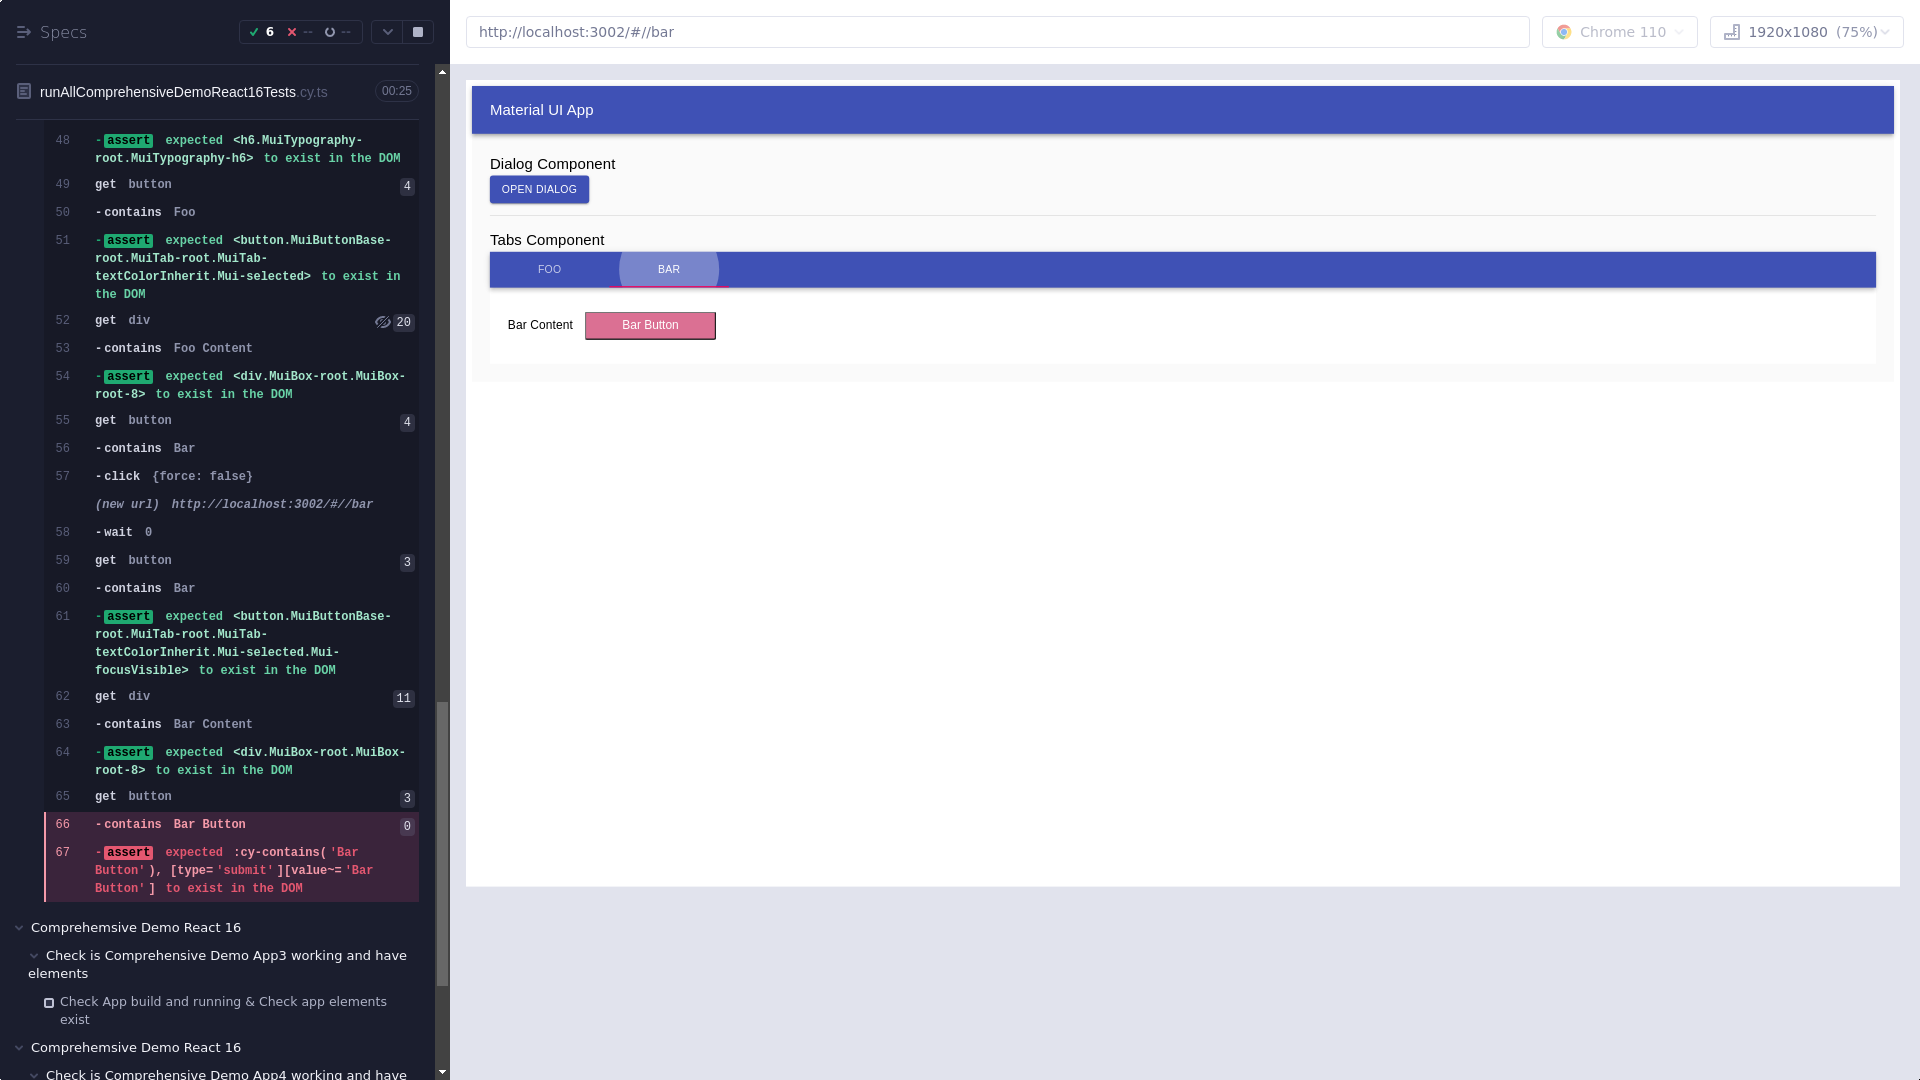 Specs
6 -- --
runAllComprehensiveDemoReact16Tests.cy.ts 00:25
48 -assert expected <h6.MuiTypography-
root.MuiTypography-h6> to exist in the DOM
49 get button 4
50 -contains Foo
51 -assert expected <button.MuiButtonBase-
root.MuiTab-root.MuiTab-
textColorInherit.Mui-selected> to exist in
the DOM
52 get div 20
53 -contains Foo Content
54 -assert expected <div.MuiBox-root.MuiBox-
root-8> to exist in the DOM
55 get button 4
56 -contains Bar
57 -click {force: false}
(new url) http://localhost:3002/#//bar
58 -wait 0
59 get button 3
60 -contains Bar
61 -assert expected <button.MuiButtonBase-
root.MuiTab-root.MuiTab-
textColorInherit.Mui-selected.Mui-
focusVisible> to exist in the DOM
62 get div 11
63 -contains Bar Content
64 -assert expected <div.MuiBox-root.MuiBox-
root-8> to exist in the DOM
65 get button 3
66 -contains Bar Button 0
67 -assert expected :cy-contains('Bar
Button'), [type='submit'][value~='Bar
Button'] to exist in the DOM
Comprehemsive Demo React 16
Check is Comprehensive Demo App3 working and have
elements
Check App build and running & Check app elements
exist
Comprehemsive Demo React 16
Check is Comprehensive Demo App4 working and have
http://localhost:3002/#//bar
Chrome 110
1920x1080 (75%)
Material UI App
Dialog Component
OPEN DIALOG
Tabs Component
FOO BAR
Bar Content Bar Button